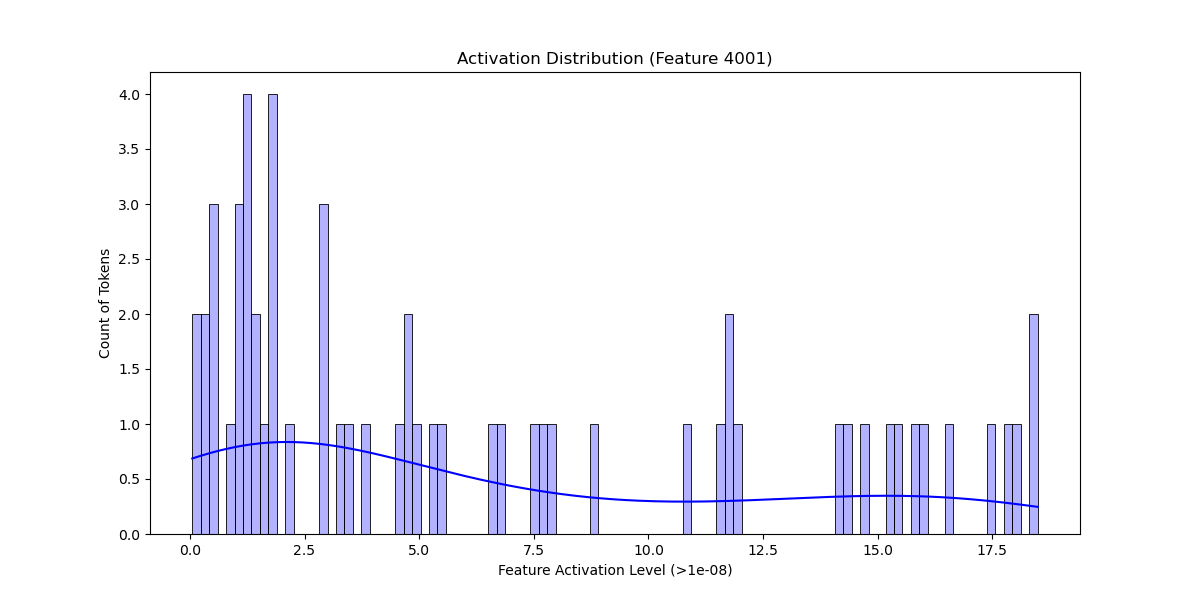 Activation Distribution (Feature 4001)
4.0
3.5
3.0
2.5
2.0
1.5
1.0
0.5
0.0
Count of Tokens
0.0 2.5 5.0 7.5 10.0 12.5 15.0 17.5
Feature Activation Level (>1e-08)